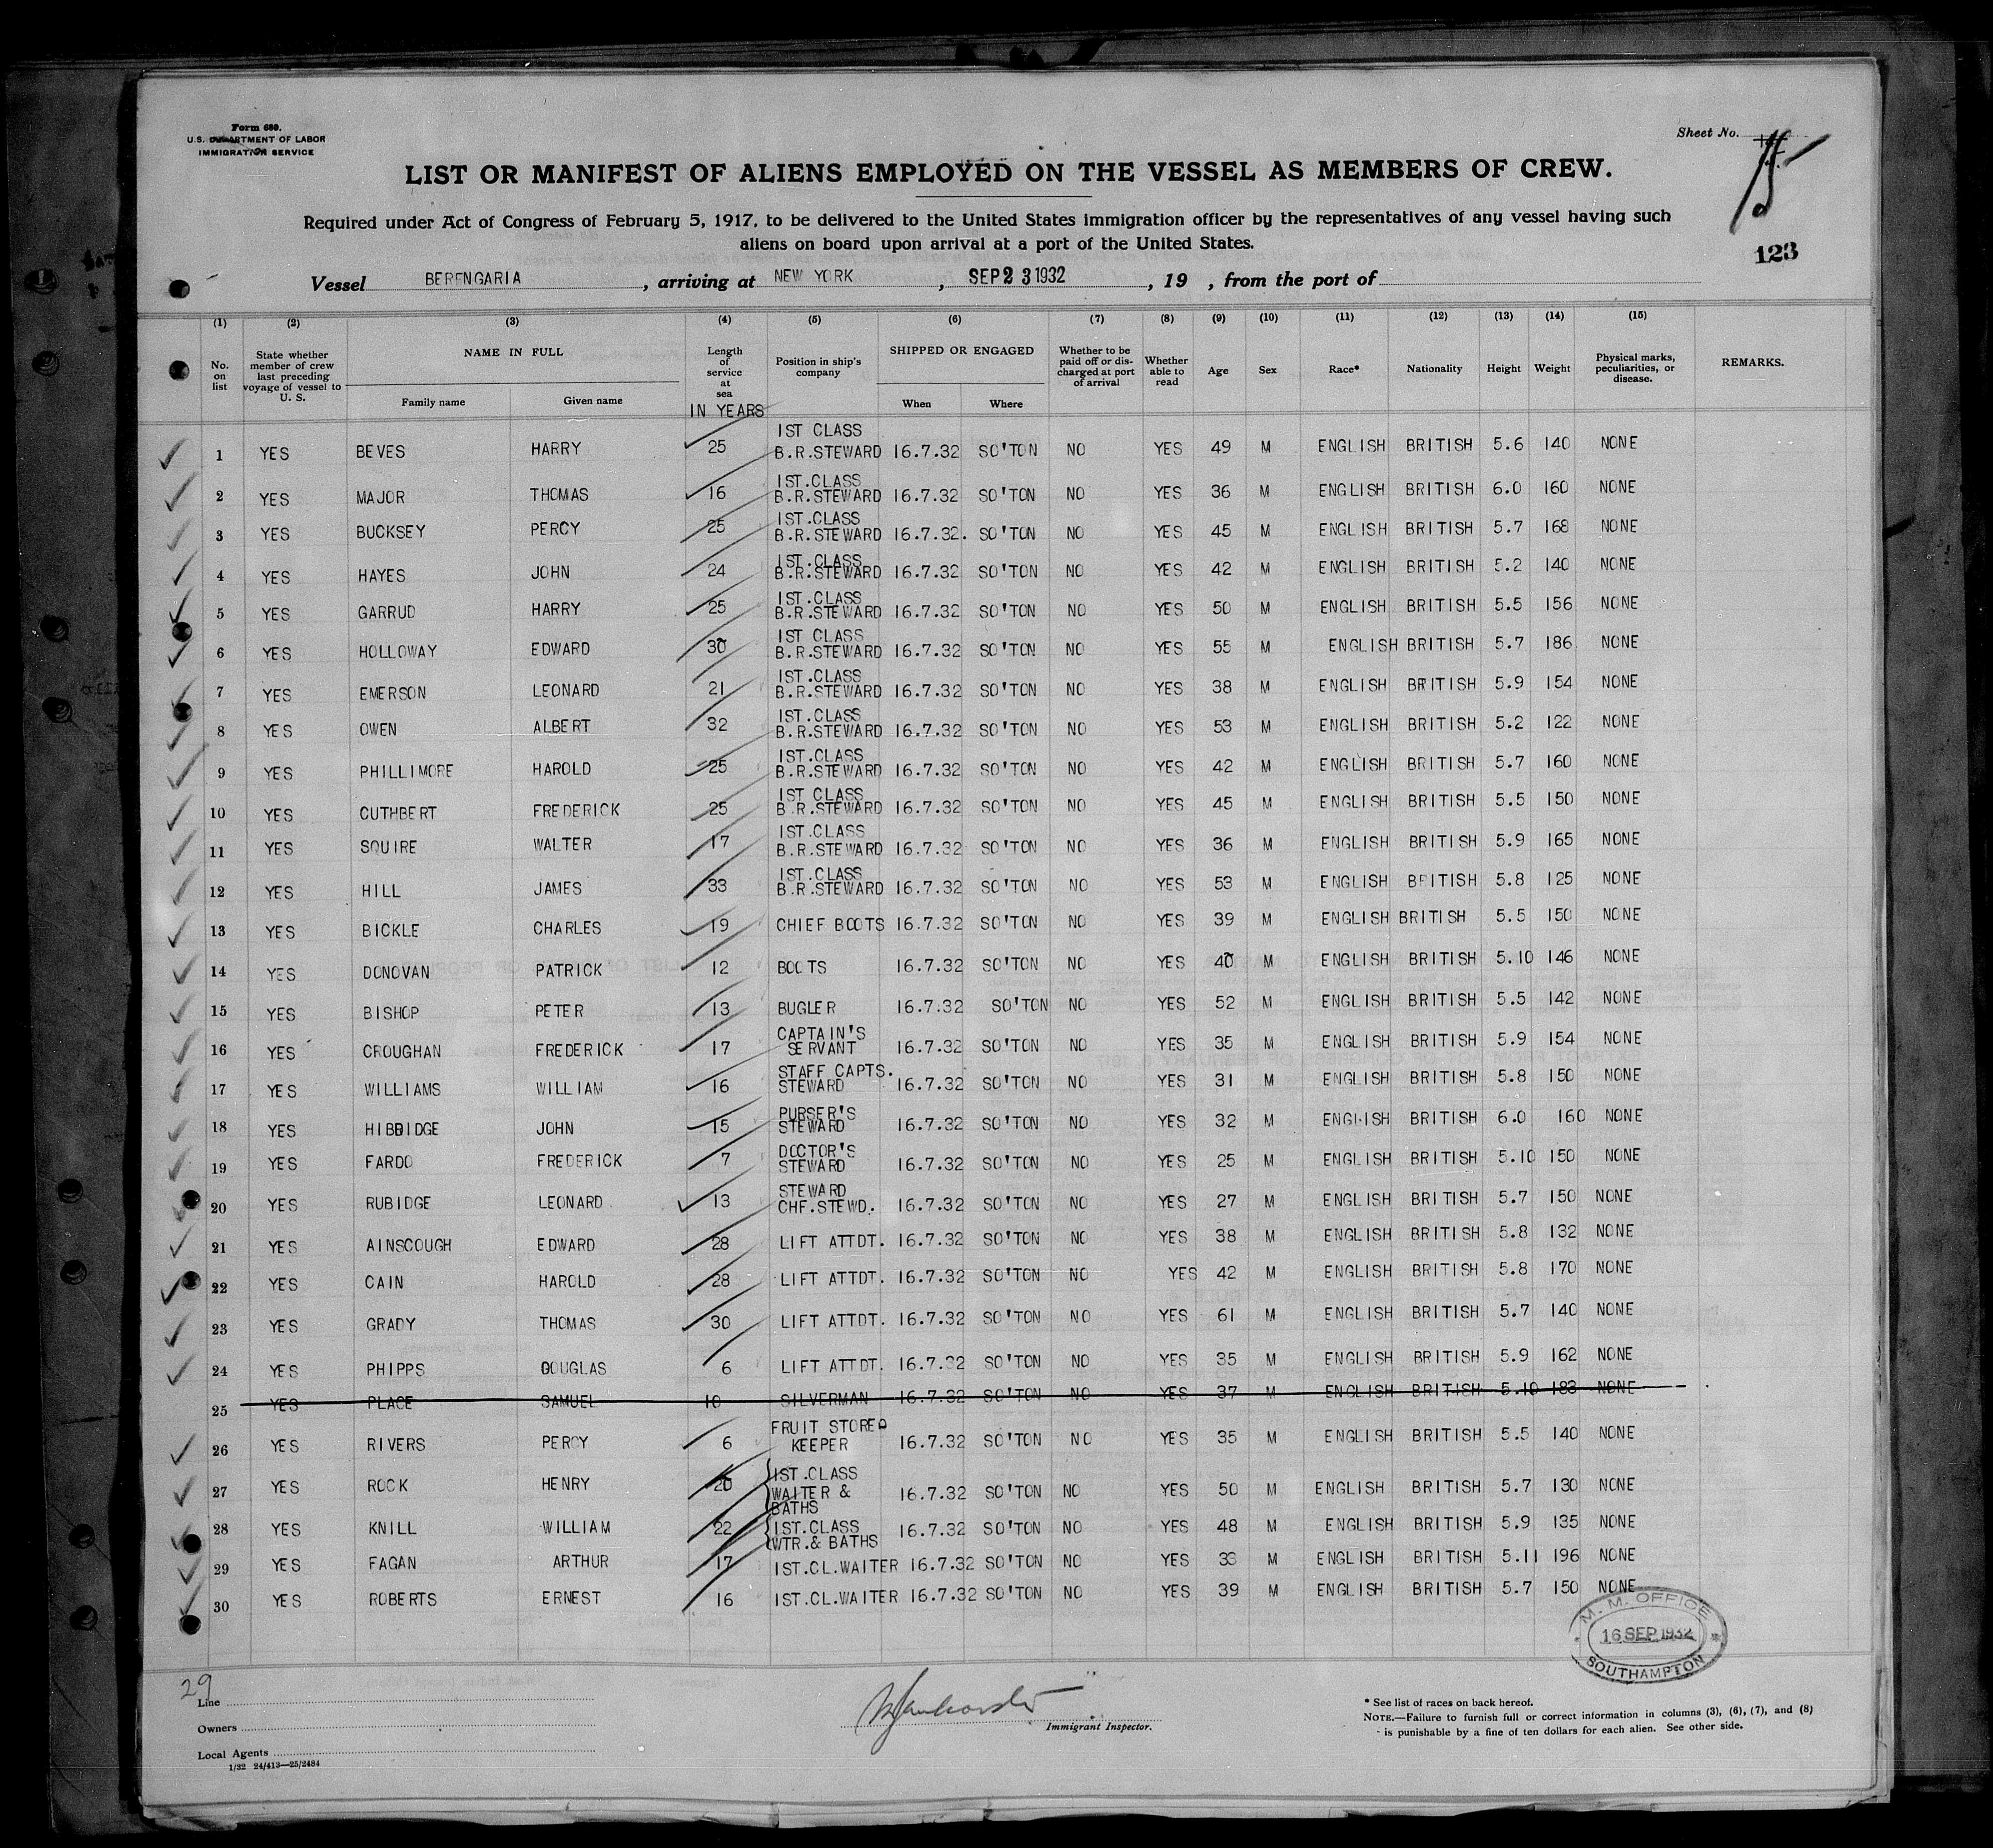 Form 680.
U.S. DEPARTMENT OF LABOR
IMMIGRATION SERVICE
Sheet No.
LIST OR MANIFEST OF ALIENS EMPLOYED ON THE VESSEL AS MEMBERS OF CREW.
15
Required under Act of Congress of February 5, 1917, to be delivered to the United States immigration officer by the representatives of any vessel having such
aliens on board upon arrival at a port of the United States.
123
Vessel BERENGARIA, arriving at NEW YORK, SEP 2 3 1932, 19 , from the port of
(1) (2) (3) (4) (5) (6) (7) (8) (9) (10) (11) (12) (13) (14) (15)
No. on list State whether member of crew last preceding voyage of vessel to U. S. NAME IN FULL Family name Given name Length of service at sea IN YEARS Position in ship's company SHIPPED OR ENGAGED When Where Whether to be paid off or discharged at port of arrival Whether able to read Age Sex Race* Nationality Height Weight Physical marks, peculiarities, or disease. REMARKS.
1 YES BEVES HARRY 25 1ST CLASS B.R.STEWARD 16.7.32 SO'TON NO YES 49 M ENGLISH BRITISH 5.6 140 NONE
2 YES MAJOR THOMAS 16 1ST.CLASS B.R.STEWARD 16.7.32 SO'TON NO YES 36 M ENGLISH BRITISH 6.0 160 NONE
3 YES BUCKSEY PERCY 25 1ST.CLASS B.R.STEWARD 16.7.32. SO'TON NO YES 45 M ENGLISH BRITISH 5.7 168 NONE
4 YES HAYES JOHN 24 1ST.CLASS B.R.STEWARD 16.7.32 SO'TON NO YES 42 M ENGLISH BRITISH 5.2 140 NONE
5 YES GARRUD HARRY 25 1ST.CLASS B.R.STEWARD 16.7.32 SO'TON NO YES 50 M ENGLISH BRITISH 5.5 156 NONE
6 YES HOLLOWAY EDWARD 30 1ST CLASS B.R.STEWARD 16.7.32 SO'TON NO YES 55 M ENGLISH BRITISH 5.7 186 NONE
7 YES EMERSON LEONARD 21 1ST.CLASS B.R.STEWARD 16.7.32 SO'TON NO YES 38 M ENGLISH BRITISH 5.9 154 NONE
8 YES OWEN ALBERT 32 1ST.CLASS B.R.STEWARD 16.7.32 SO'TON NO YES 53 M ENGLISH BRITISH 5.2 122 NONE
9 YES PHILLIMORE HAROLD 25 1ST.CLASS B.R.STEWARD 16.7.32 SO'TON NO YES 42 M ENGLISH BRITISH 5.7 160 NONE
10 YES CUTHBERT FREDERICK 25 1ST CLASS B.R.STEWARD 16.7.32 SO'TON NO YES 45 M ENGLISH BRITISH 5.5 150 NONE
11 YES SQUIRE WALTER 17 1ST.CLASS B.R.STEWARD 16.7.32 SO'TON NO YES 36 M ENGLISH BRITISH 5.9 165 NONE
12 YES HILL JAMES 33 1ST.CLASS B.R.STEWARD 16.7.32 SO'TON NO YES 53 M ENGLISH BRITISH 5.8 125 NONE
13 YES BICKLE CHARLES 19 CHIEF BOOTS 16.7.32 SO'TON NO YES 39 M ENGLISH BRITISH 5.5 150 NONE
14 YES DONOVAN PATRICK 12 BOOTS 16.7.32 SO'TON NO YES 40 M ENGLISH BRITISH 5.10 146 NONE
15 YES BISHOP PETER 13 BUGLER 16.7.32 SO'TON NO YES 52 M ENGLISH BRITISH 5.5 142 NONE
16 YES CROUGHAN FREDERICK 17 CAPTAIN'S SERVANT 16.7.32 SO'TON NO YES 35 M ENGLISH BRITISH 5.9 154 NONE
17 YES WILLIAMS WILLIAM 16 STAFF CAPTS. STEWARD 16.7.32 SO'TON NO YES 31 M ENGLISH BRITISH 5.8 150 NONE
18 YES HIBBIDGE JOHN 15 PURSER'S STEWARD 16.7.32 SO'TON NO YES 32 M ENGLISH BRITISH 6.0 160 NONE
19 YES FARDO FREDERICK 7 DOCTOR'S STEWARD 16.7.32 SO'TON NO YES 25 M ENGLISH BRITISH 5.10 150 NONE
20 YES RUBIDGE LEONARD 13 STEWARD CHF.STEWD. 16.7.32 SO'TON NO YES 27 M ENGLISH BRITISH 5.7 150 NONE
21 YES AINSCOUGH EDWARD 28 LIFT ATTDT. 16.7.32 SO'TON NO YES 38 M ENGLISH BRITISH 5.8 132 NONE
22 YES CAIN HAROLD 28 LIFT ATTDT. 16.7.32 SO'TON NO YES 42 M ENGLISH BRITISH 5.8 170 NONE
23 YES GRADY THOMAS 30 LIFT ATTDT. 16.7.32 SO'TON NO YES 61 M ENGLISH BRITISH 5.7 140 NONE
24 YES PHIPPS DOUGLAS 6 LIFT ATTDT. 16.7.32 SO'TON NO YES 35 M ENGLISH BRITISH 5.9 162 NONE
25 YES PLACE SAMUEL 10 SILVERMAN 16.7.32 SO'TON NO YES 37 M ENGLISH BRITISH 5.10 183 NONE
26 YES RIVERS PERCY 6 FRUIT STORE KEEPER 16.7.32 SO'TON NO YES 35 M ENGLISH BRITISH 5.5 140 NONE
27 YES ROCK HENRY 20 1ST.CLASS WAITER & BATHS 16.7.32 SO'TON NO YES 50 M ENGLISH BRITISH 5.7 130 NONE
28 YES KNILL WILLIAM 22 1ST.CLASS WTR.& BATHS 16.7.32 SO'TON NO YES 48 M ENGLISH BRITISH 5.9 135 NONE
29 YES FAGAN ARTHUR 17 1ST.CL.WAITER 16.7.32 SO'TON NO YES 33 M ENGLISH BRITISH 5.11 196 NONE
30 YES ROBERTS ERNEST 16 1ST.CL.WAITER 16.7.32 SO'TON NO YES 39 M ENGLISH BRITISH 5.7 150 NONE
M. M. OFFICE
16 SEP 1932
SOUTHAMPTON
29
Line
Owners
Local Agents
1/32 24/413—25/2484
Immigrant Inspector.
* See list of races on back hereof.
NOTE.—Failure to furnish full or correct information in columns (3), (6), (7), and (8)
is punishable by a fine of ten dollars for each alien. See other side.